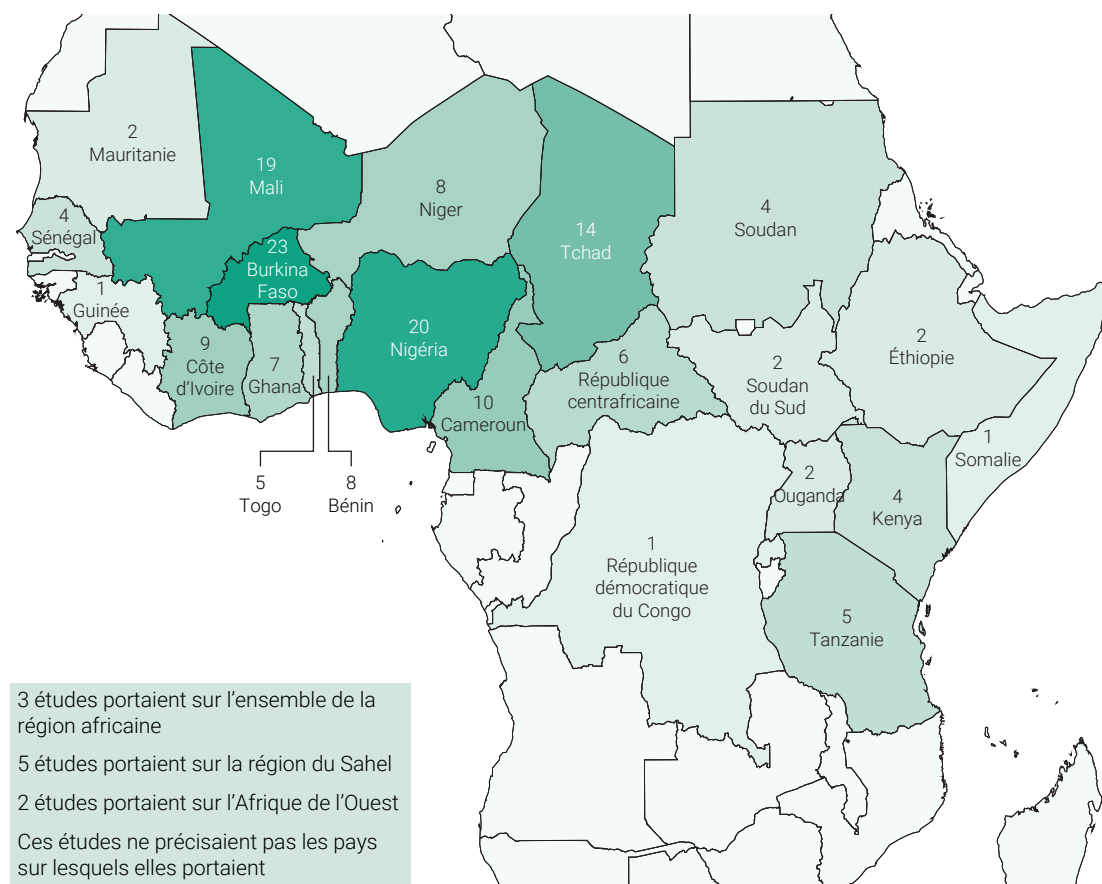 2
Mauritanie
19
Mali
8
Niger
14
Tchad
4
Soudan
4
Sénégal
23
Burkina
Faso
1
Guinée
20
Nigéria
9
Côte
d'Ivoire
7
Ghana
6
République
centrafricaine
2
Soudan
du Sud
2
Éthiopie
10
Cameroun
1
Somalie
5
Togo
8
Bénin
2
Ouganda
4
Kenya
1
République
démocratique
du Congo
5
Tanzanie
3 études portaient sur l'ensemble de la
région africaine
5 études portaient sur la région du Sahel
2 études portaient sur l'Afrique de l'Ouest
Ces études ne précisaient pas les pays
sur lesquels elles portaient